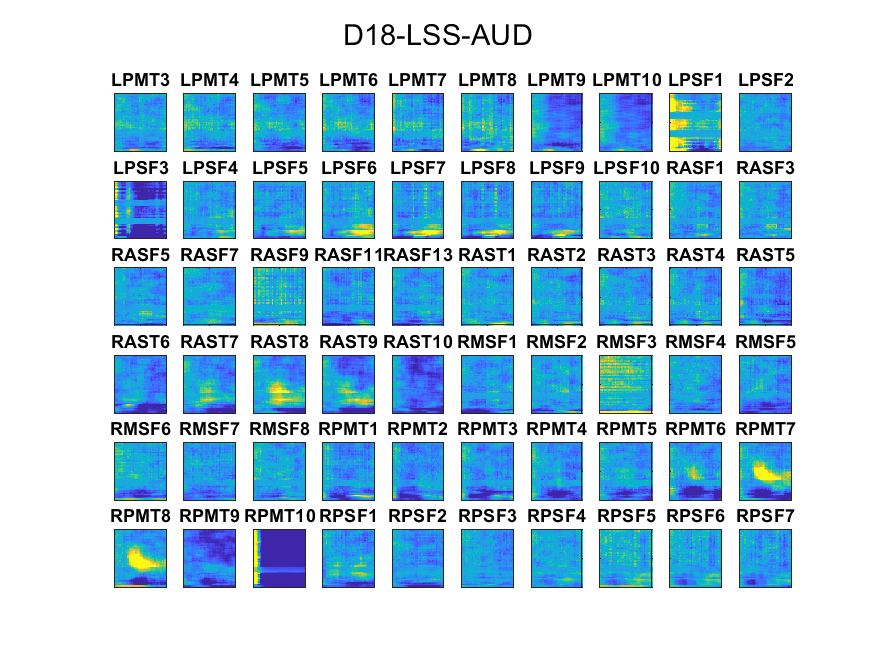 D18-LSS-AUD
LPMT3 LPMT4 LPMT5 LPMT6 LPMT7 LPMT8 LPMT9 LPMT10 LPSF1 LPSF2
LPSF3 LPSF4 LPSF5 LPSF6 LPSF7 LPSF8 LPSF9 LPSF10 RASF1 RASF3
RASF5 RASF7 RASF9 RASF11 RASF13 RAST1 RAST2 RAST3 RAST4 RAST5
RAST6 RAST7 RAST8 RAST9 RAST10 RMSF1 RMSF2 RMSF3 RMSF4 RMSF5
RMSF6 RMSF7 RMSF8 RPMT1 RPMT2 RPMT3 RPMT4 RPMT5 RPMT6 RPMT7
RPMT8 RPMT9 RPMT10 RPSF1 RPSF2 RPSF3 RPSF4 RPSF5 RPSF6 RPSF7